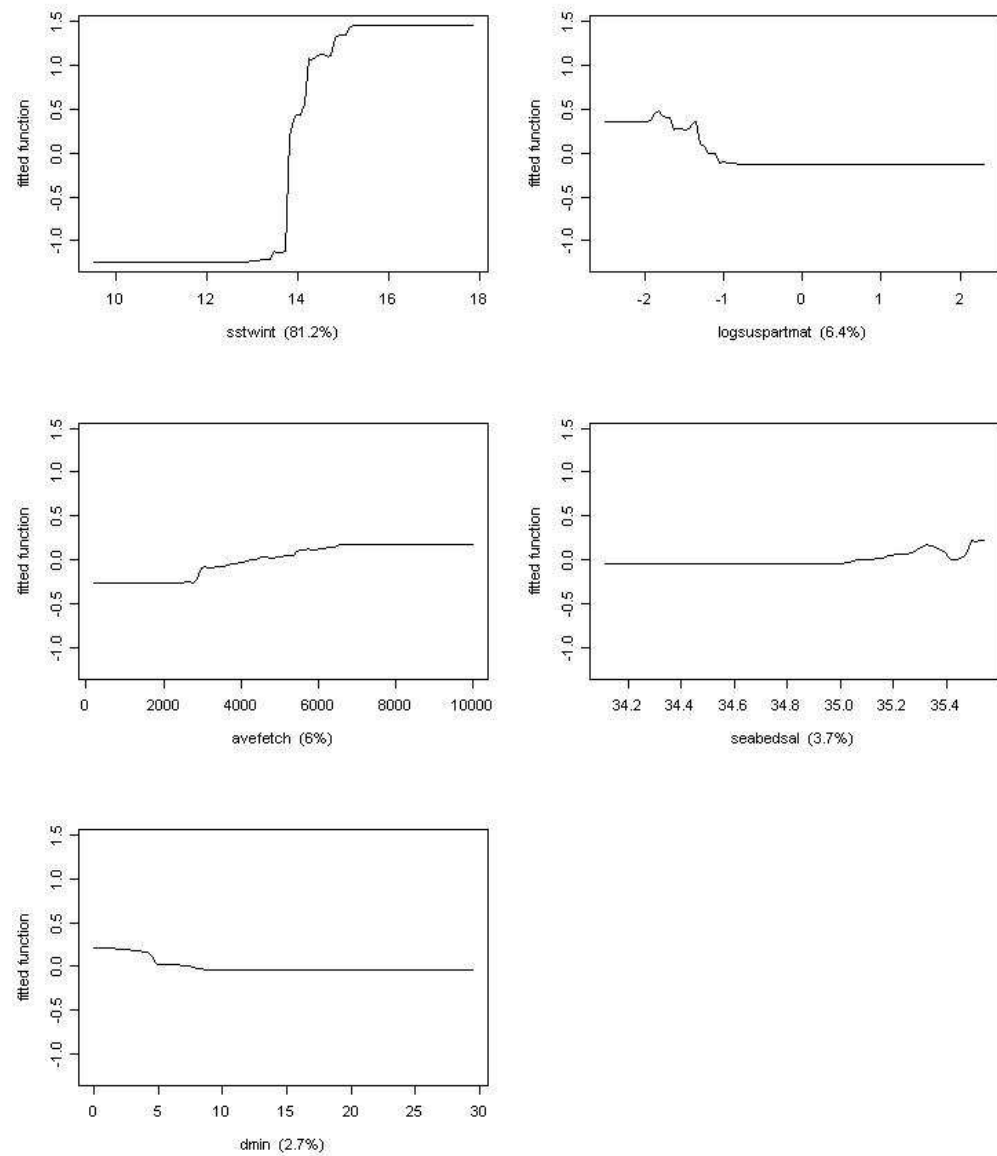 1.5
1.0
0.5
0.0
-0.5
-1.0
fitted function
10 12 14 16 18
sstwint (81.2%)
1.5
1.0
0.5
0.0
-0.5
-1.0
fitted function
-2 -1 0 1 2
logsuspartmat (6.4%)
1.5
1.0
0.5
0.0
-0.5
-1.0
fitted function
0 2000 4000 6000 8000 10000
avefetch (6%)
1.5
1.0
0.5
0.0
-0.5
-1.0
fitted function
34.2 34.4 34.6 34.8 35.0 35.2 35.4
seabedsal (3.7%)
1.5
1.0
0.5
0.0
-0.5
-1.0
fitted function
0 5 10 15 20 25 30
dmin (2.7%)